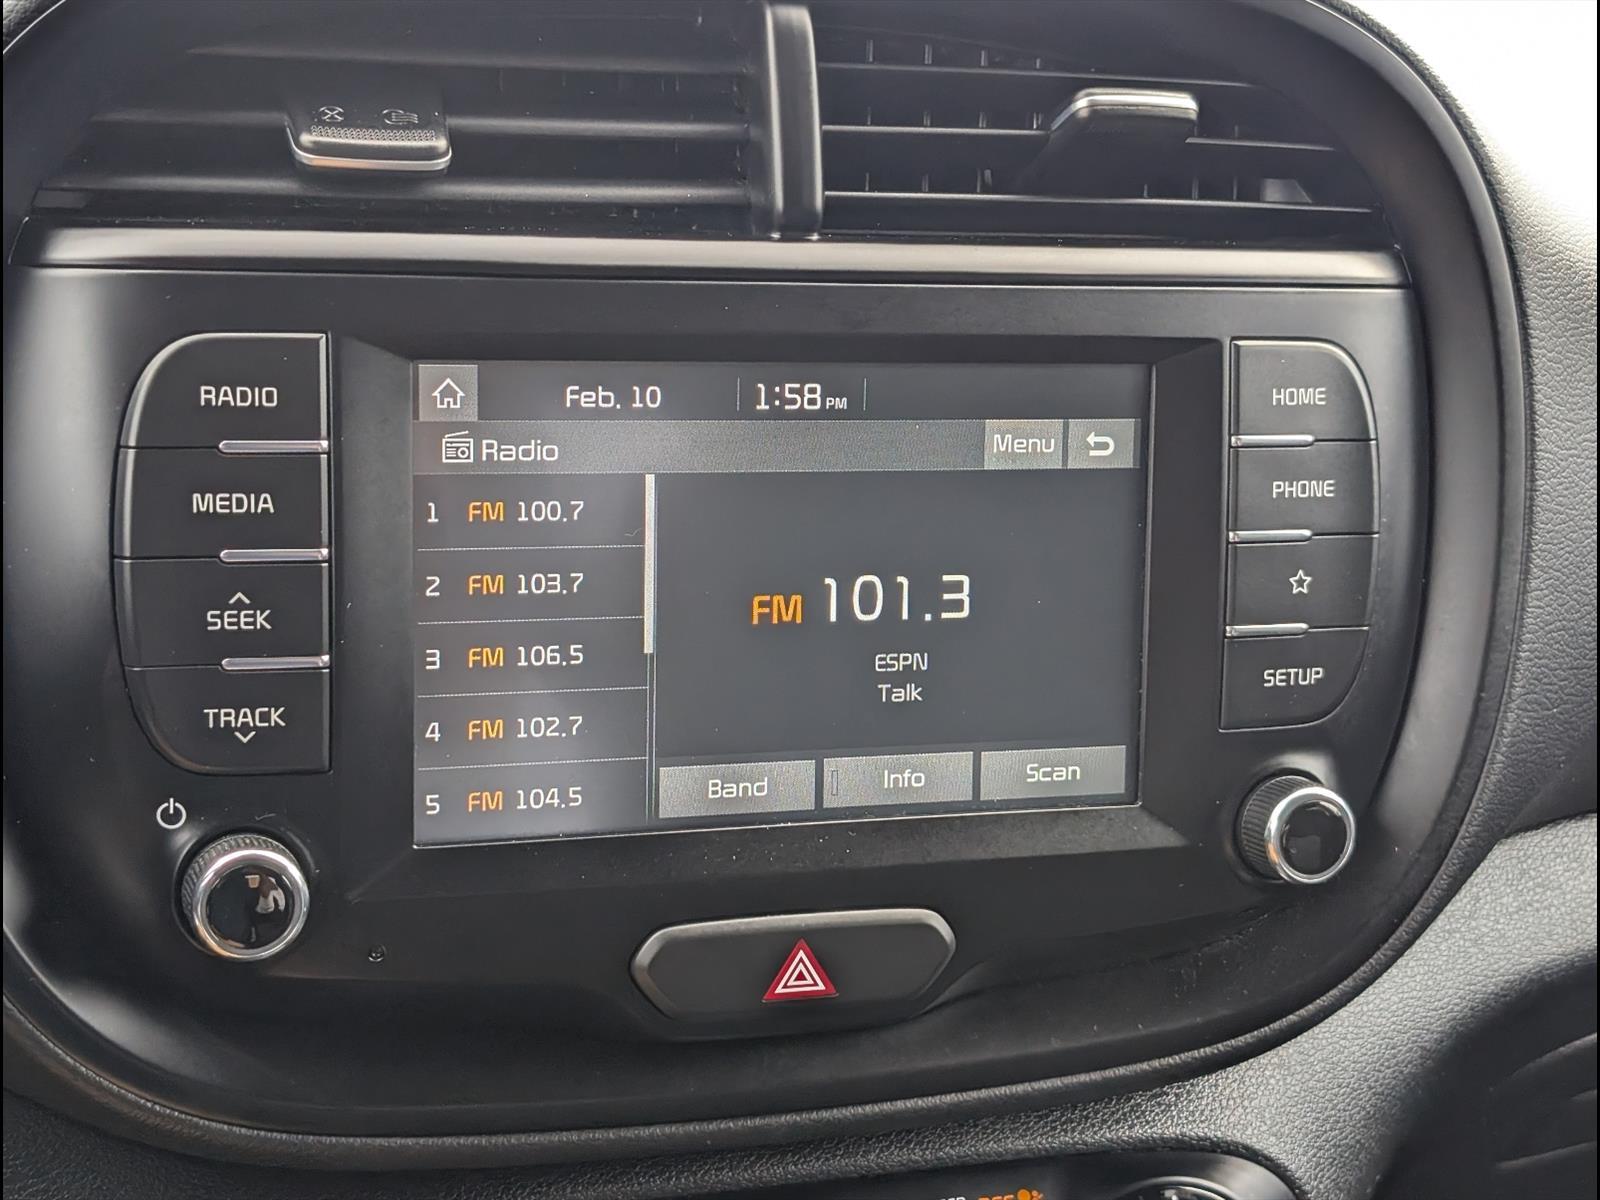 RADIO
MEDIA
SEEK
TRACK
Feb. 10 1:58 PM
Radio Menu
1 FM 100.7
2 FM 103.7
3 FM 106.5
4 FM 102.7
5 FM 104.5
FM 101.3
ESPN
Talk
Band Info Scan
HOME
PHONE
SETUP